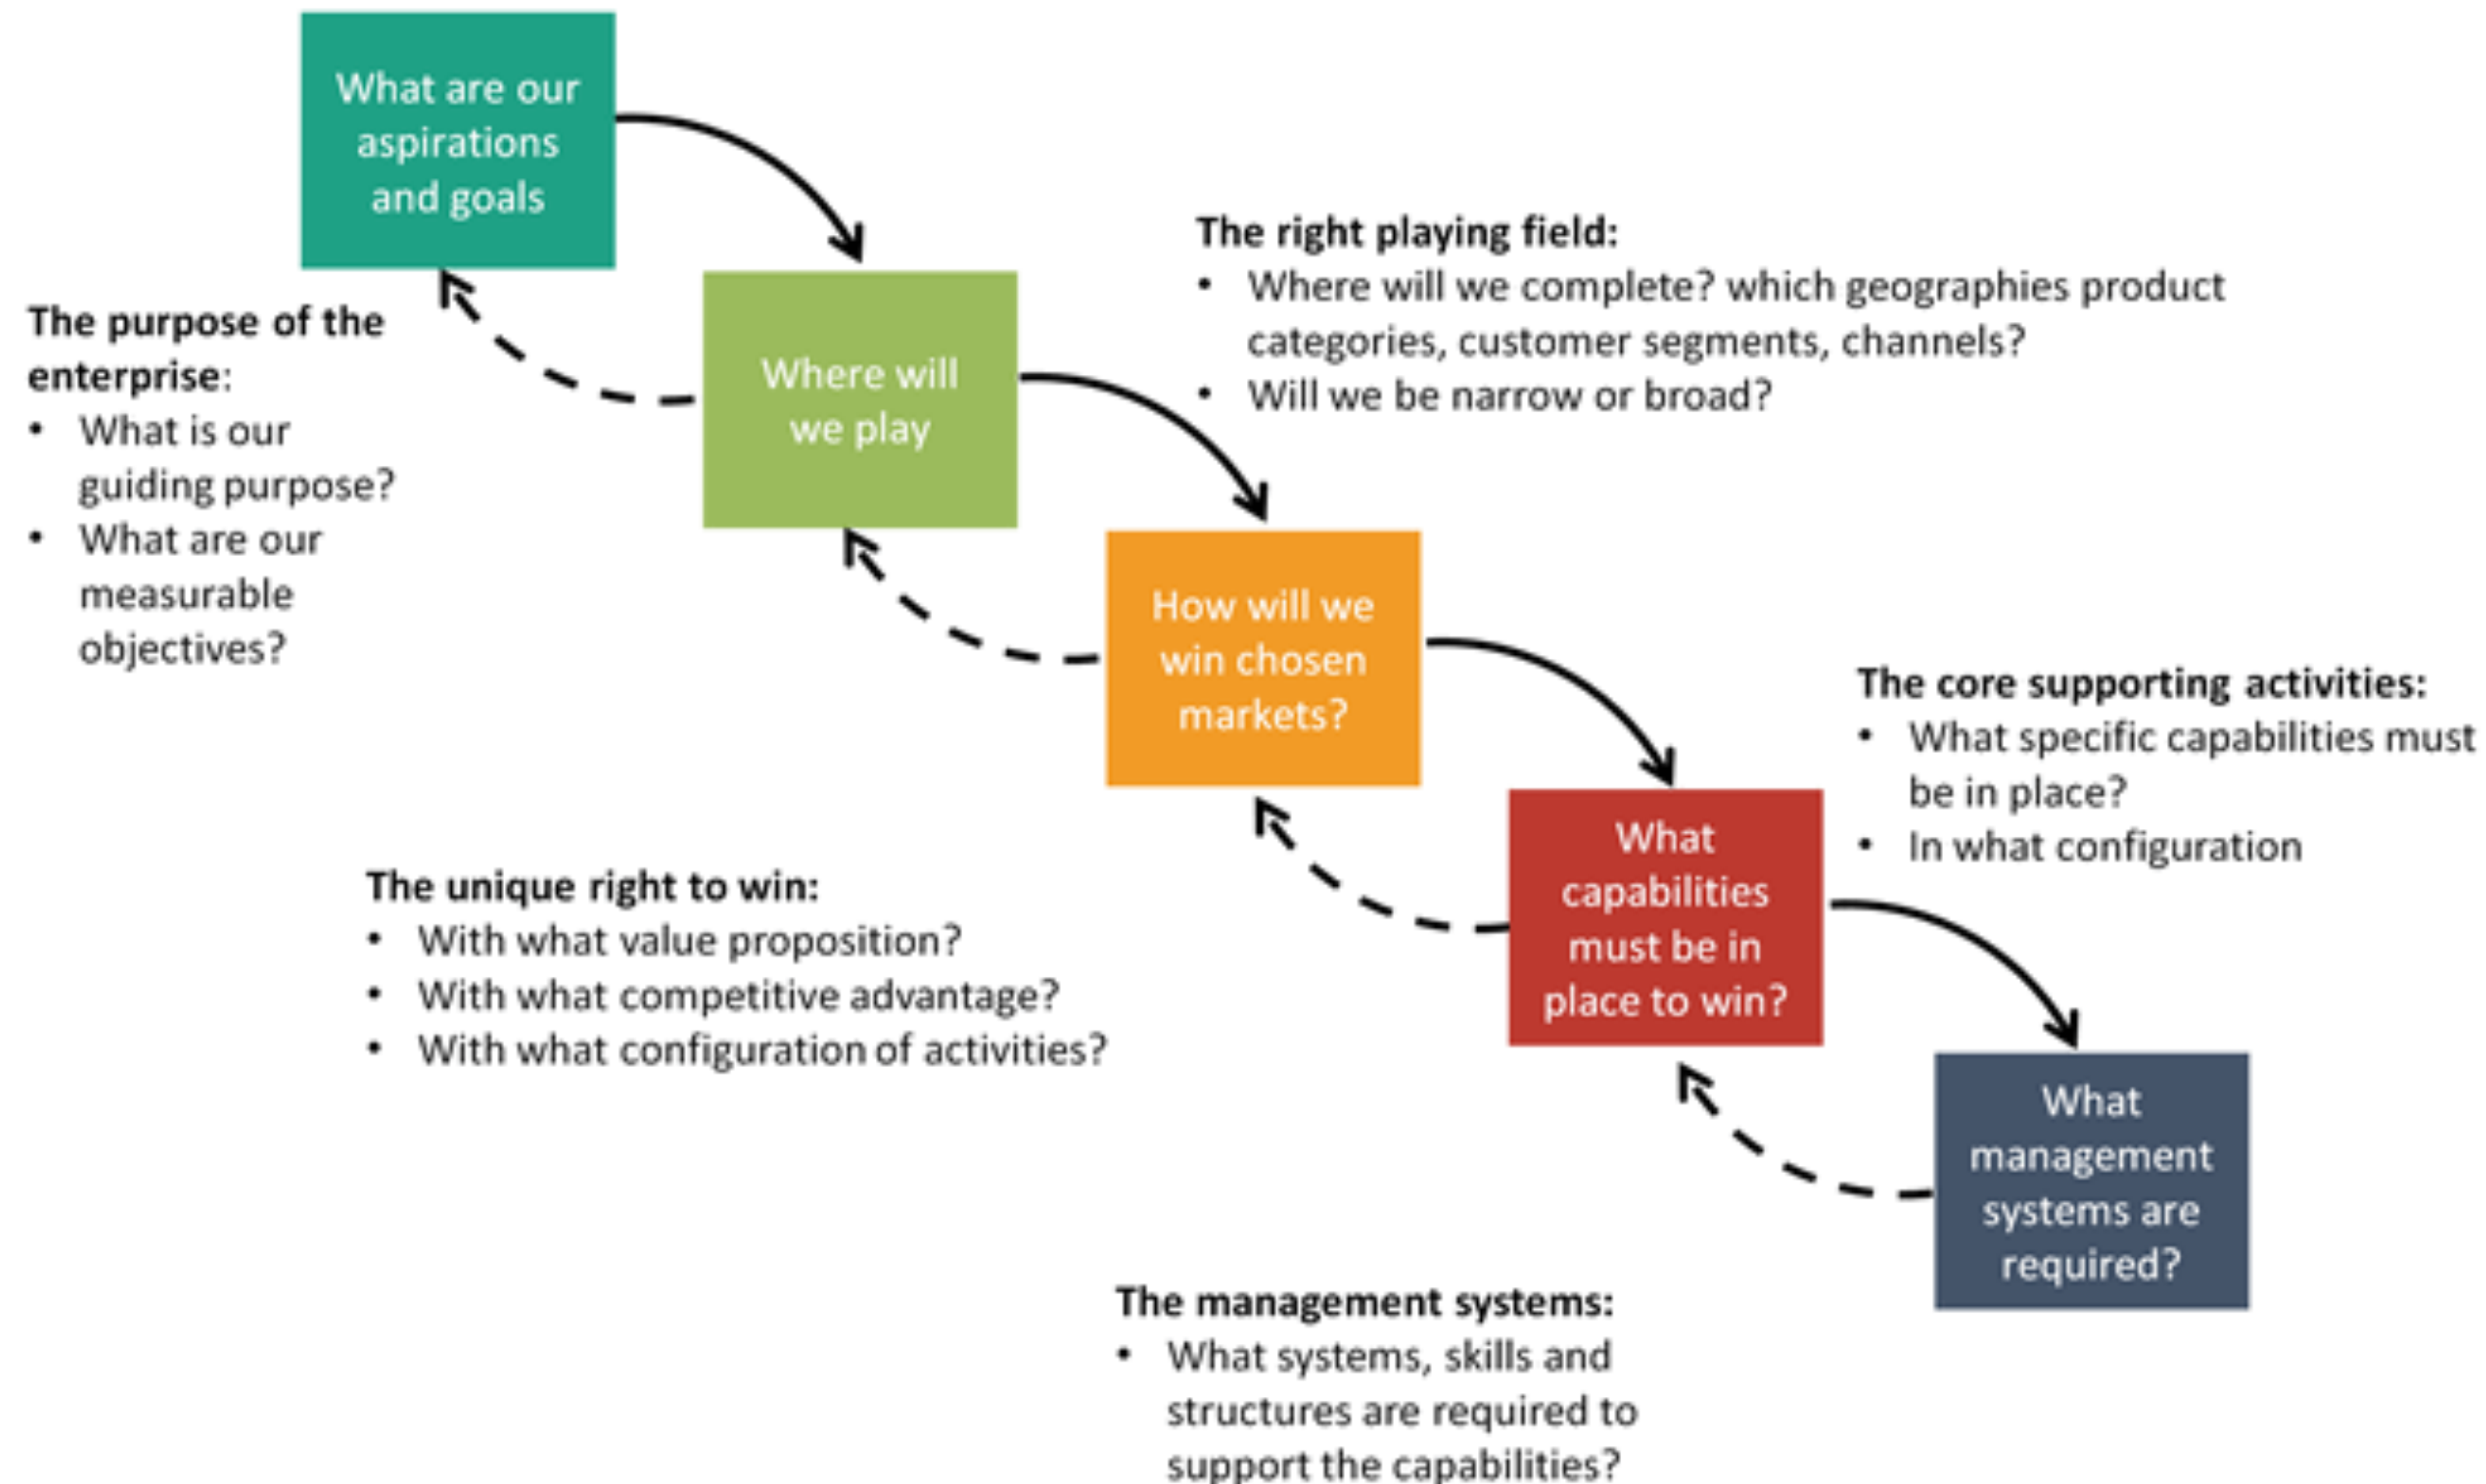 What are our
aspirations
and goals
The purpose of the
enterprise:
• What is our
guiding purpose?
• What are our
measurable
objectives?
Where will
we play
The right playing field:
• Where will we complete? which geographies product
categories, customer segments, channels?
• Will we be narrow or broad?
How will we
win chosen
markets?
The unique right to win:
• With what value proposition?
• With what competitive advantage?
• With what configuration of activities?
What
capabilities
must be in
place to win?
The core supporting activities:
• What specific capabilities must
be in place?
• In what configuration
What
management
systems are
required?
The management systems:
• What systems, skills and
structures are required to
support the capabilities?